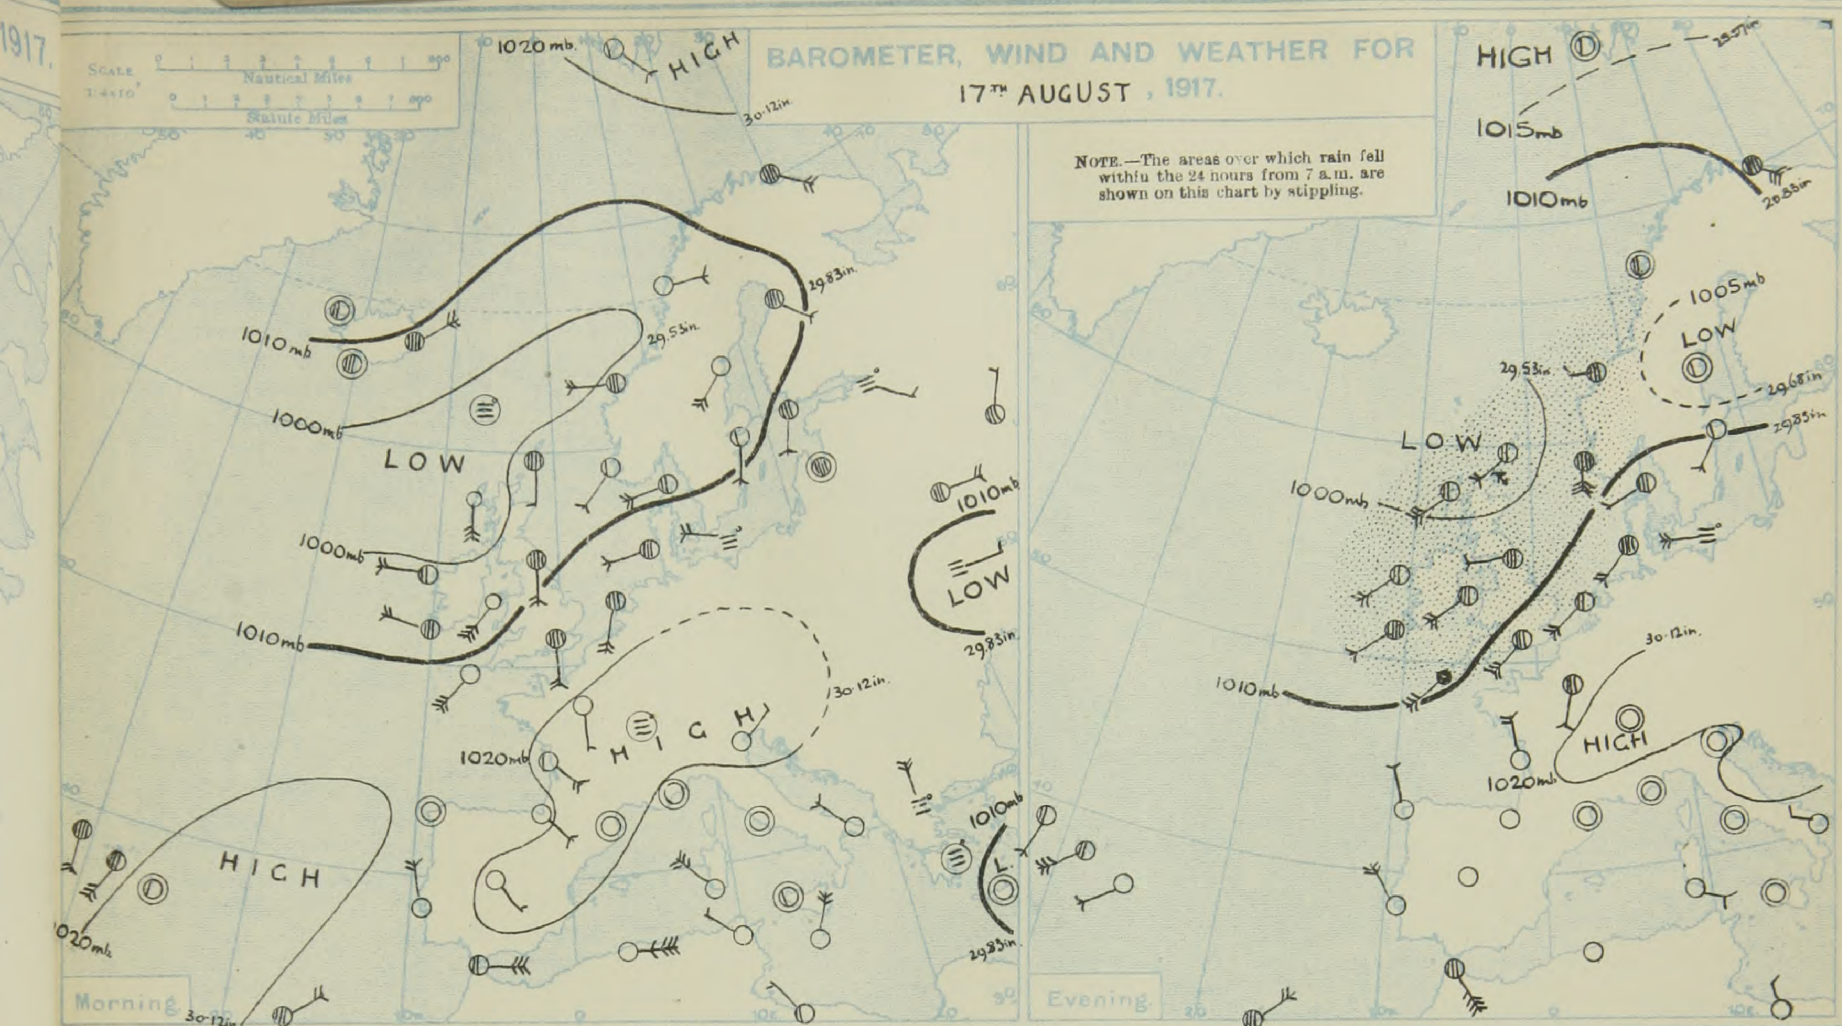 1917.
SCALE
Nautical Miles
Statute Miles
BAROMETER, WIND AND WEATHER FOR
17TH AUGUST, 1917.
NOTE.—The areas over which rain fell
within the 24 hours from 7 a.m. are
shown on this chart by stippling.
1020mb.
HIGH
30·12in.
29.83in.
1010mb
29.53in.
1000mb
LOW
1000mb
1010mb
1010mb
LOW
29.83in.
30·12in.
1020mb
HIGH
HIGH
1020mb
30·12in.
1010mb
L.
29.83in.
Morning.
HIGH
1015mb
1010mb
1005mb
LOW
29.68in
29.53in.
29.83in
LOW
1000mb
1010mb
30·12in.
HIGH
1020mb
Evening.